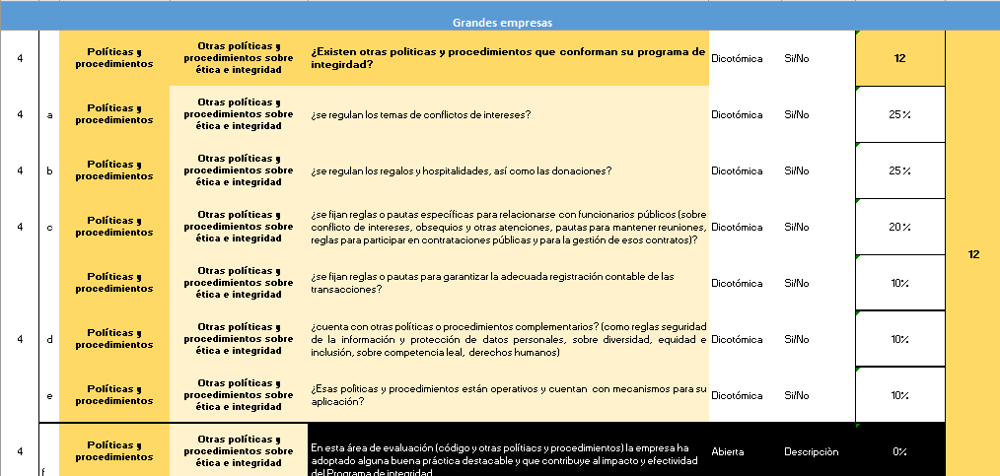 Grandes empresas
4 Políticas y procedimientos Otras políticas y procedimientos sobre ética e integridad ¿Existen otras politicas y procedimientos que conforman su programa de integirdad? Dicotómica Si/No 12
4 a Políticas y procedimientos Otras políticas y procedimientos sobre ética e integridad ¿se regulan los temas de conflictos de intereses? Dicotómica Si/No 25%
4 b Políticas y procedimientos Otras políticas y procedimientos sobre ética e integridad ¿se regulan los regalos y hospitalidades, así como las donaciones? Dicotómica Si/No 25%
4 c Políticas y procedimientos Otras políticas y procedimientos sobre ética e integridad ¿se fijan reglas o pautas específicas para relacionarse con funcionarios públicos (sobre conflicto de intereses, obsequios y otras atenciones, pautas para mantener reuniones, reglas para participar en contrataciones públicas y para la gestión de esos contratos)? Dicotómica Si/No 20%
12
Políticas y procedimientos Otras políticas y procedimientos sobre ética e integridad ¿se fijan reglas o pautas para garantizar la adecuada registración contable de las transacciones? Dicotómica Si/No 10%
4 d Políticas y procedimientos Otras políticas y procedimientos sobre ética e integridad ¿cuenta con otras políticas o procedimientos complementarios? (como reglas seguridad de la información y protección de datos personales, sobre diversidad, equidad e inclusión, sobre competencia leal, derechos humanos) Dicotómica Si/No 10%
4 e Políticas y procedimientos Otras políticas y procedimientos sobre ética e integridad ¿Esas políticas y procedimientos están operativos y cuentan con mecanismos para su aplicación? Dicotómica Si/No 10%
4 f Políticas y procedimientos Otras políticas y procedimientos sobre ética e integridad En esta área de evaluación (código y otras polítiacs y procedimientos) la empresa ha adoptado alguna buena práctica destacable y que contribuye al impacto y efectividad del Programa de integridad Abierta Descripciòn 0%